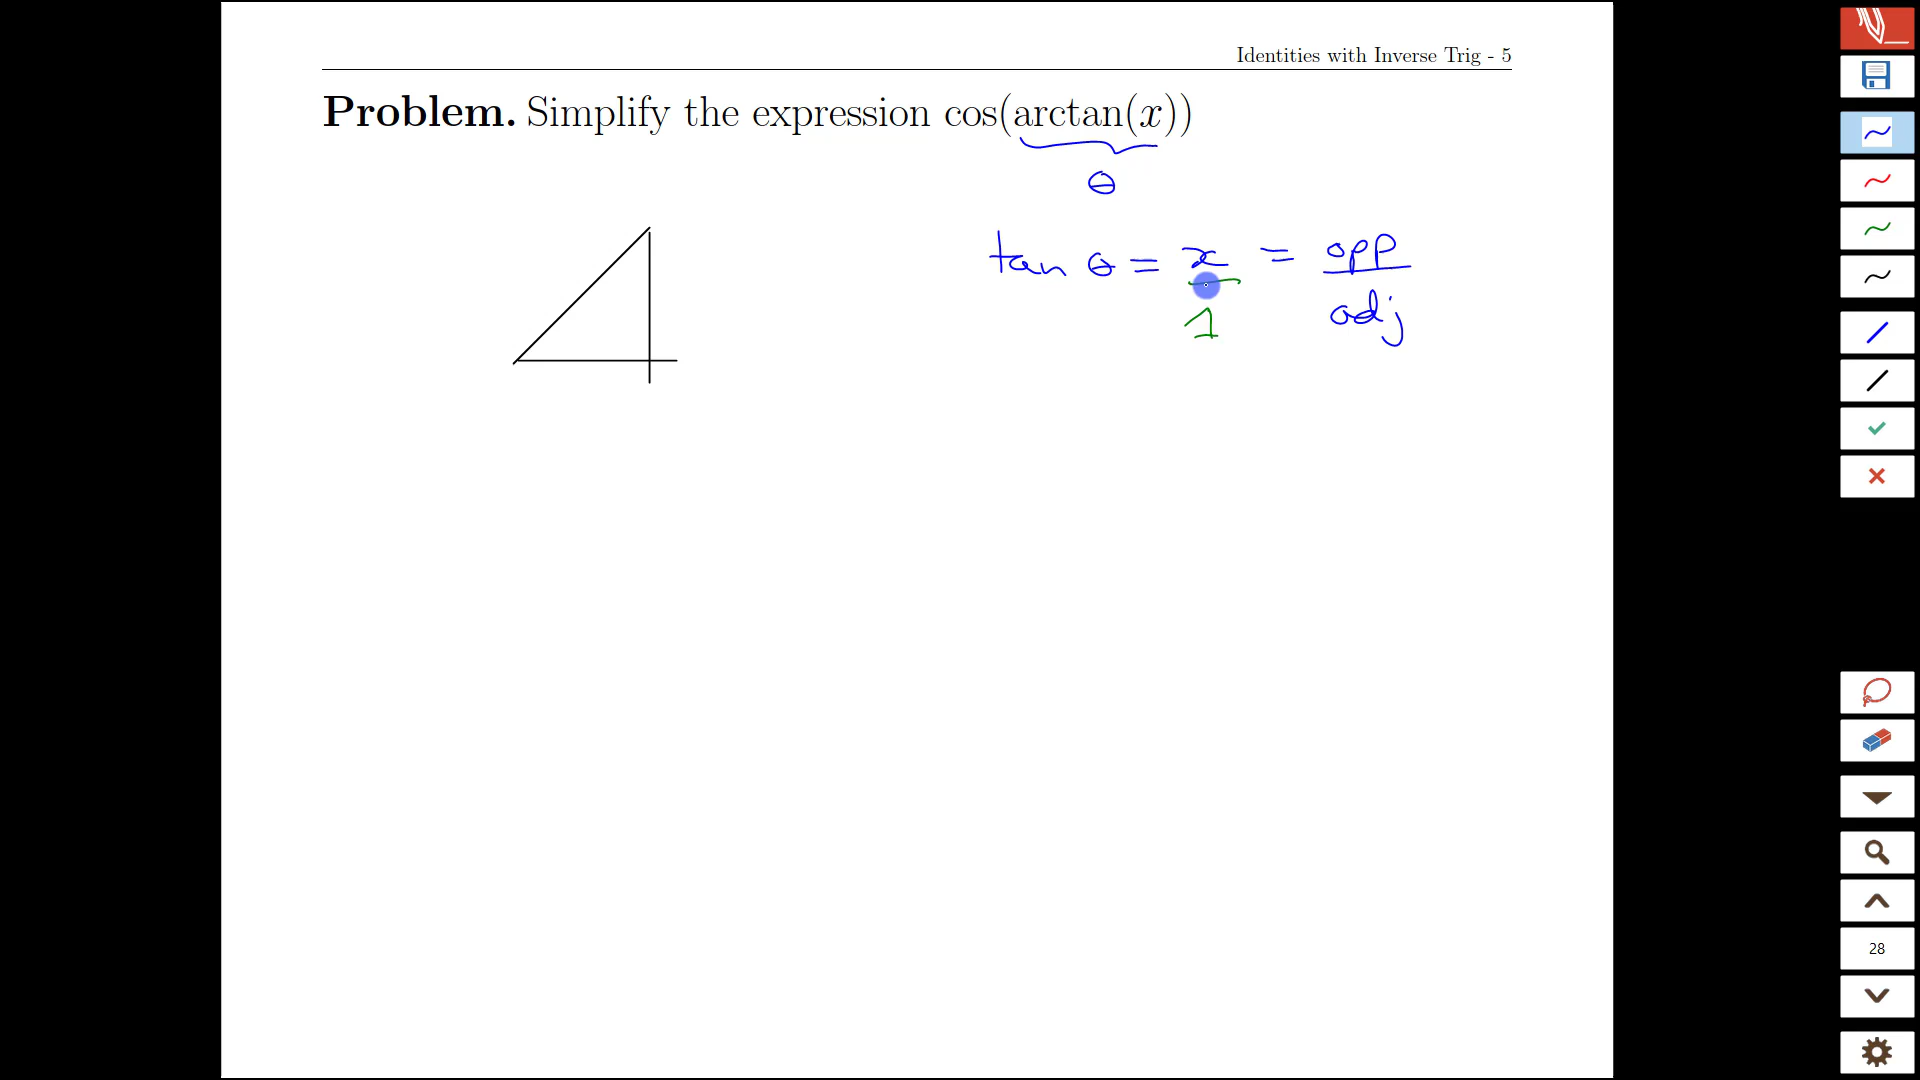 Identities with Inverse Trig - 5
Problem. Simplify the expression cos(arctan(x))
θ
tan θ = x/1 = opp/adj
28